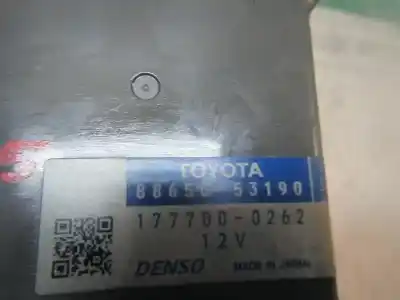 TOYOTA
88650-53190
177700-0262
12V
DENSO MADE IN JAPAN